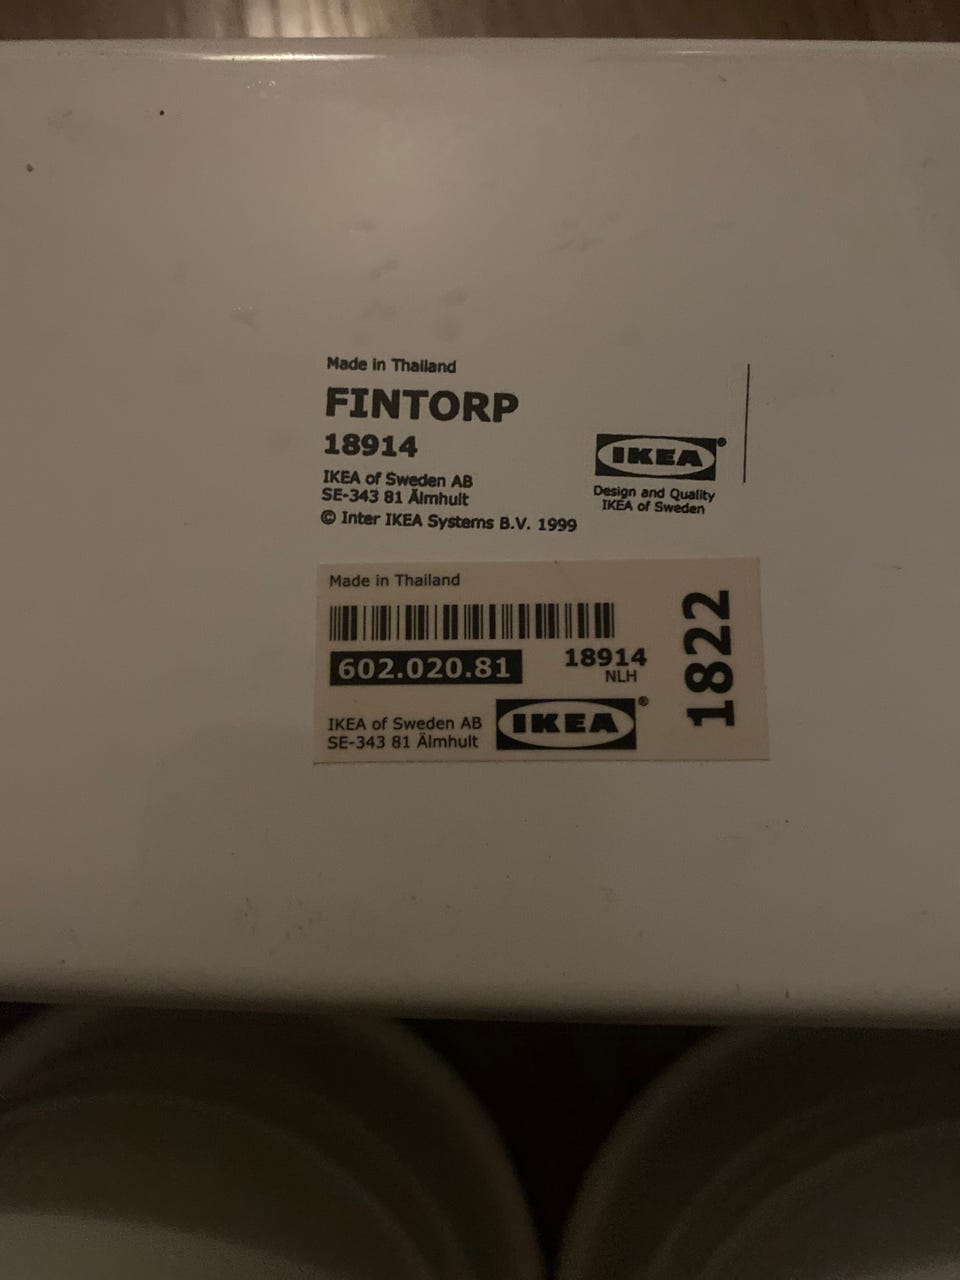 Made in Thailand
FINTORP
18914
IKEA of Sweden AB
SE-343 81 Älmhult
© Inter IKEA Systems B.V. 1999
IKEA®
Design and Quality
IKEA of Sweden
Made in Thailand
602.020.81
18914
NLH
IKEA of Sweden AB
SE-343 81 Älmhult
IKEA®
1822